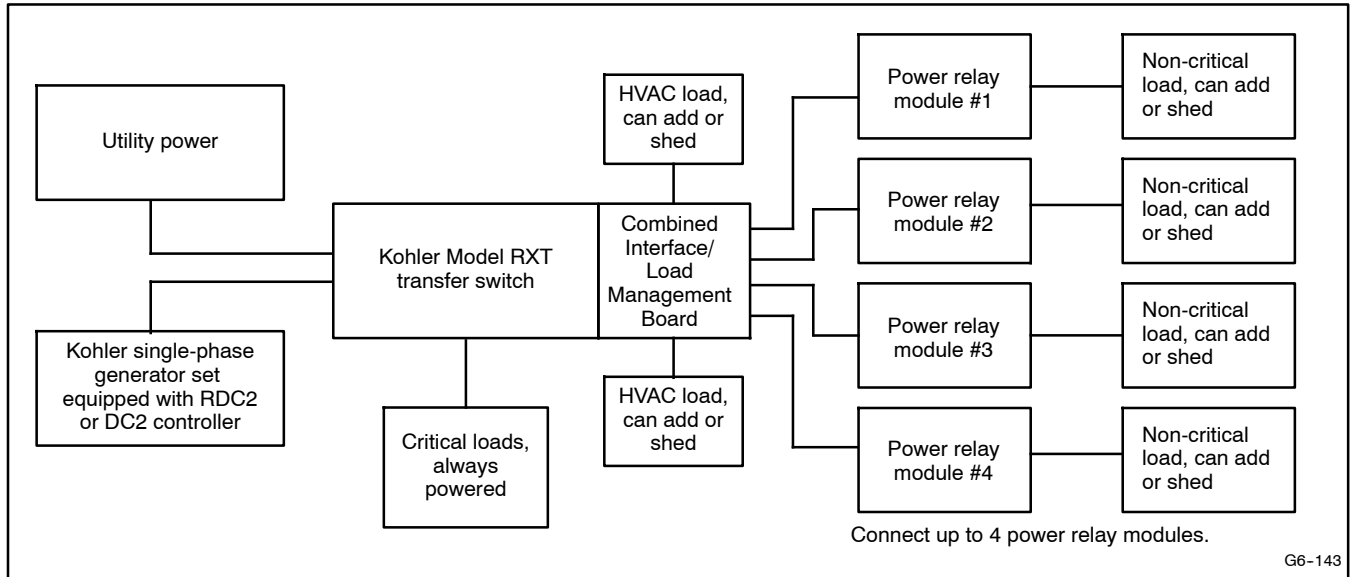 Utility power
Kohler single-phase
generator set
equipped with RDC2
or DC2 controller
Kohler Model RXT
transfer switch
Critical loads,
always
powered
HVAC load,
can add or
shed
Combined
Interface/
Load
Management
Board
HVAC load,
can add or
shed
Power relay
module #1
Non-critical
load, can add
or shed
Power relay
module #2
Non-critical
load, can add
or shed
Power relay
module #3
Non-critical
load, can add
or shed
Power relay
module #4
Non-critical
load, can add
or shed
Connect up to 4 power relay modules.
G6-143